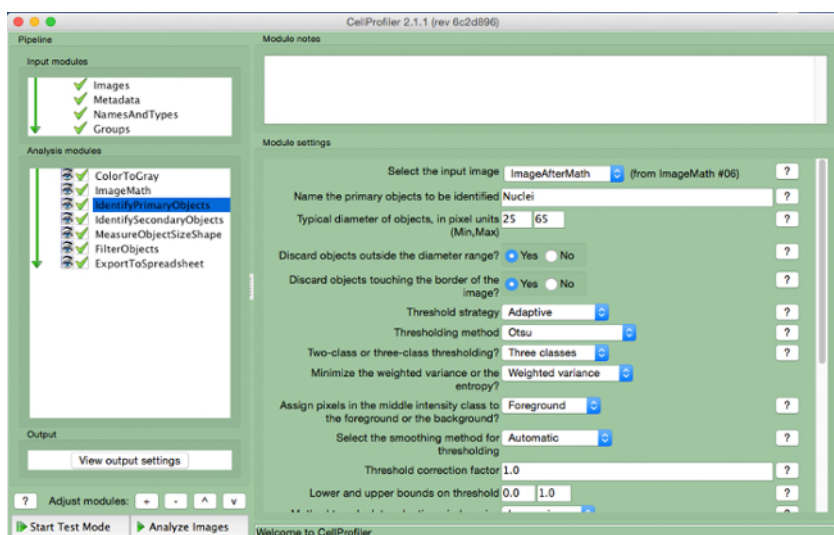 CellProfiler 2.1.1 (rev 6c2d896)
Pipeline
Input modules
Images
Metadata
NamesAndTypes
Groups
Analysis modules
ColorToGray
ImageMath
IdentifyPrimaryObjects
IdentifySecondaryObjects
MeasureObjectSizeShape
FilterObjects
ExportToSpreadsheet
Output
View output settings
? Adjust modules: + - ^ v
Start Test Mode Analyze Images
Module notes
Module settings
Select the input image ImageAfterMath (from ImageMath #06) ?
Name the primary objects to be identified Nuclei ?
Typical diameter of objects, in pixel units 25 65 ?
(Min,Max)
Discard objects outside the diameter range? Yes No ?
Discard objects touching the border of the Yes No ?
image?
Threshold strategy Adaptive ?
Thresholding method Otsu ?
Two-class or three-class thresholding? Three classes ?
Minimize the weighted variance or the Weighted variance
entropy?
Assign pixels in the middle intensity class to Foreground ?
the foreground or the background?
Select the smoothing method for Automatic ?
thresholding
Threshold correction factor 1.0 ?
Lower and upper bounds on threshold 0.0 1.0 ?
Welcome to CellProfiler